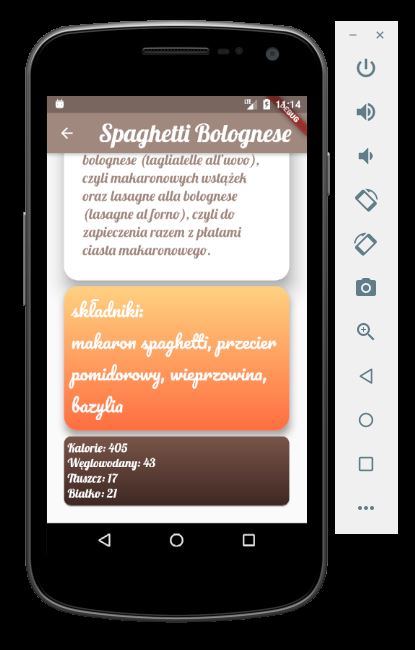 LTE 11:14
DEBUG
Spaghetti Bolognese
bolognese (tagliatelle all'uovo),
czyli makaronowych wstążek
oraz lasagne alla bolognese
(lasagne al forno), czyli do
zapieczenia razem z płatami
ciasta makaronowego.
składniki:
makaron spaghetti, przecier
pomidorowy, wieprzowina,
bazylia
Kalorie: 405
Węglowodany: 43
Tłuszcz: 17
Białko: 21